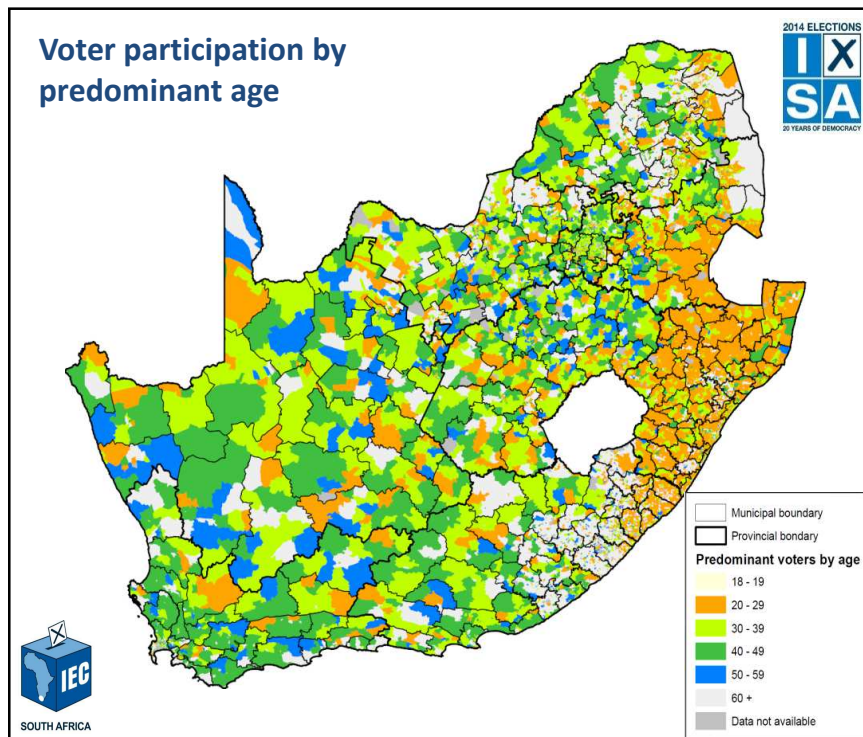 Voter participation by
predominant age
2014 ELECTIONS
I X
SA
20 YEARS OF DEMOCRACY
Municipal boundary
Provincial bondary
Predominant voters by age
18 - 19
20 - 29
30 - 39
40 - 49
50 - 59
60 +
Data not available
X
IEC
SOUTH AFRICA